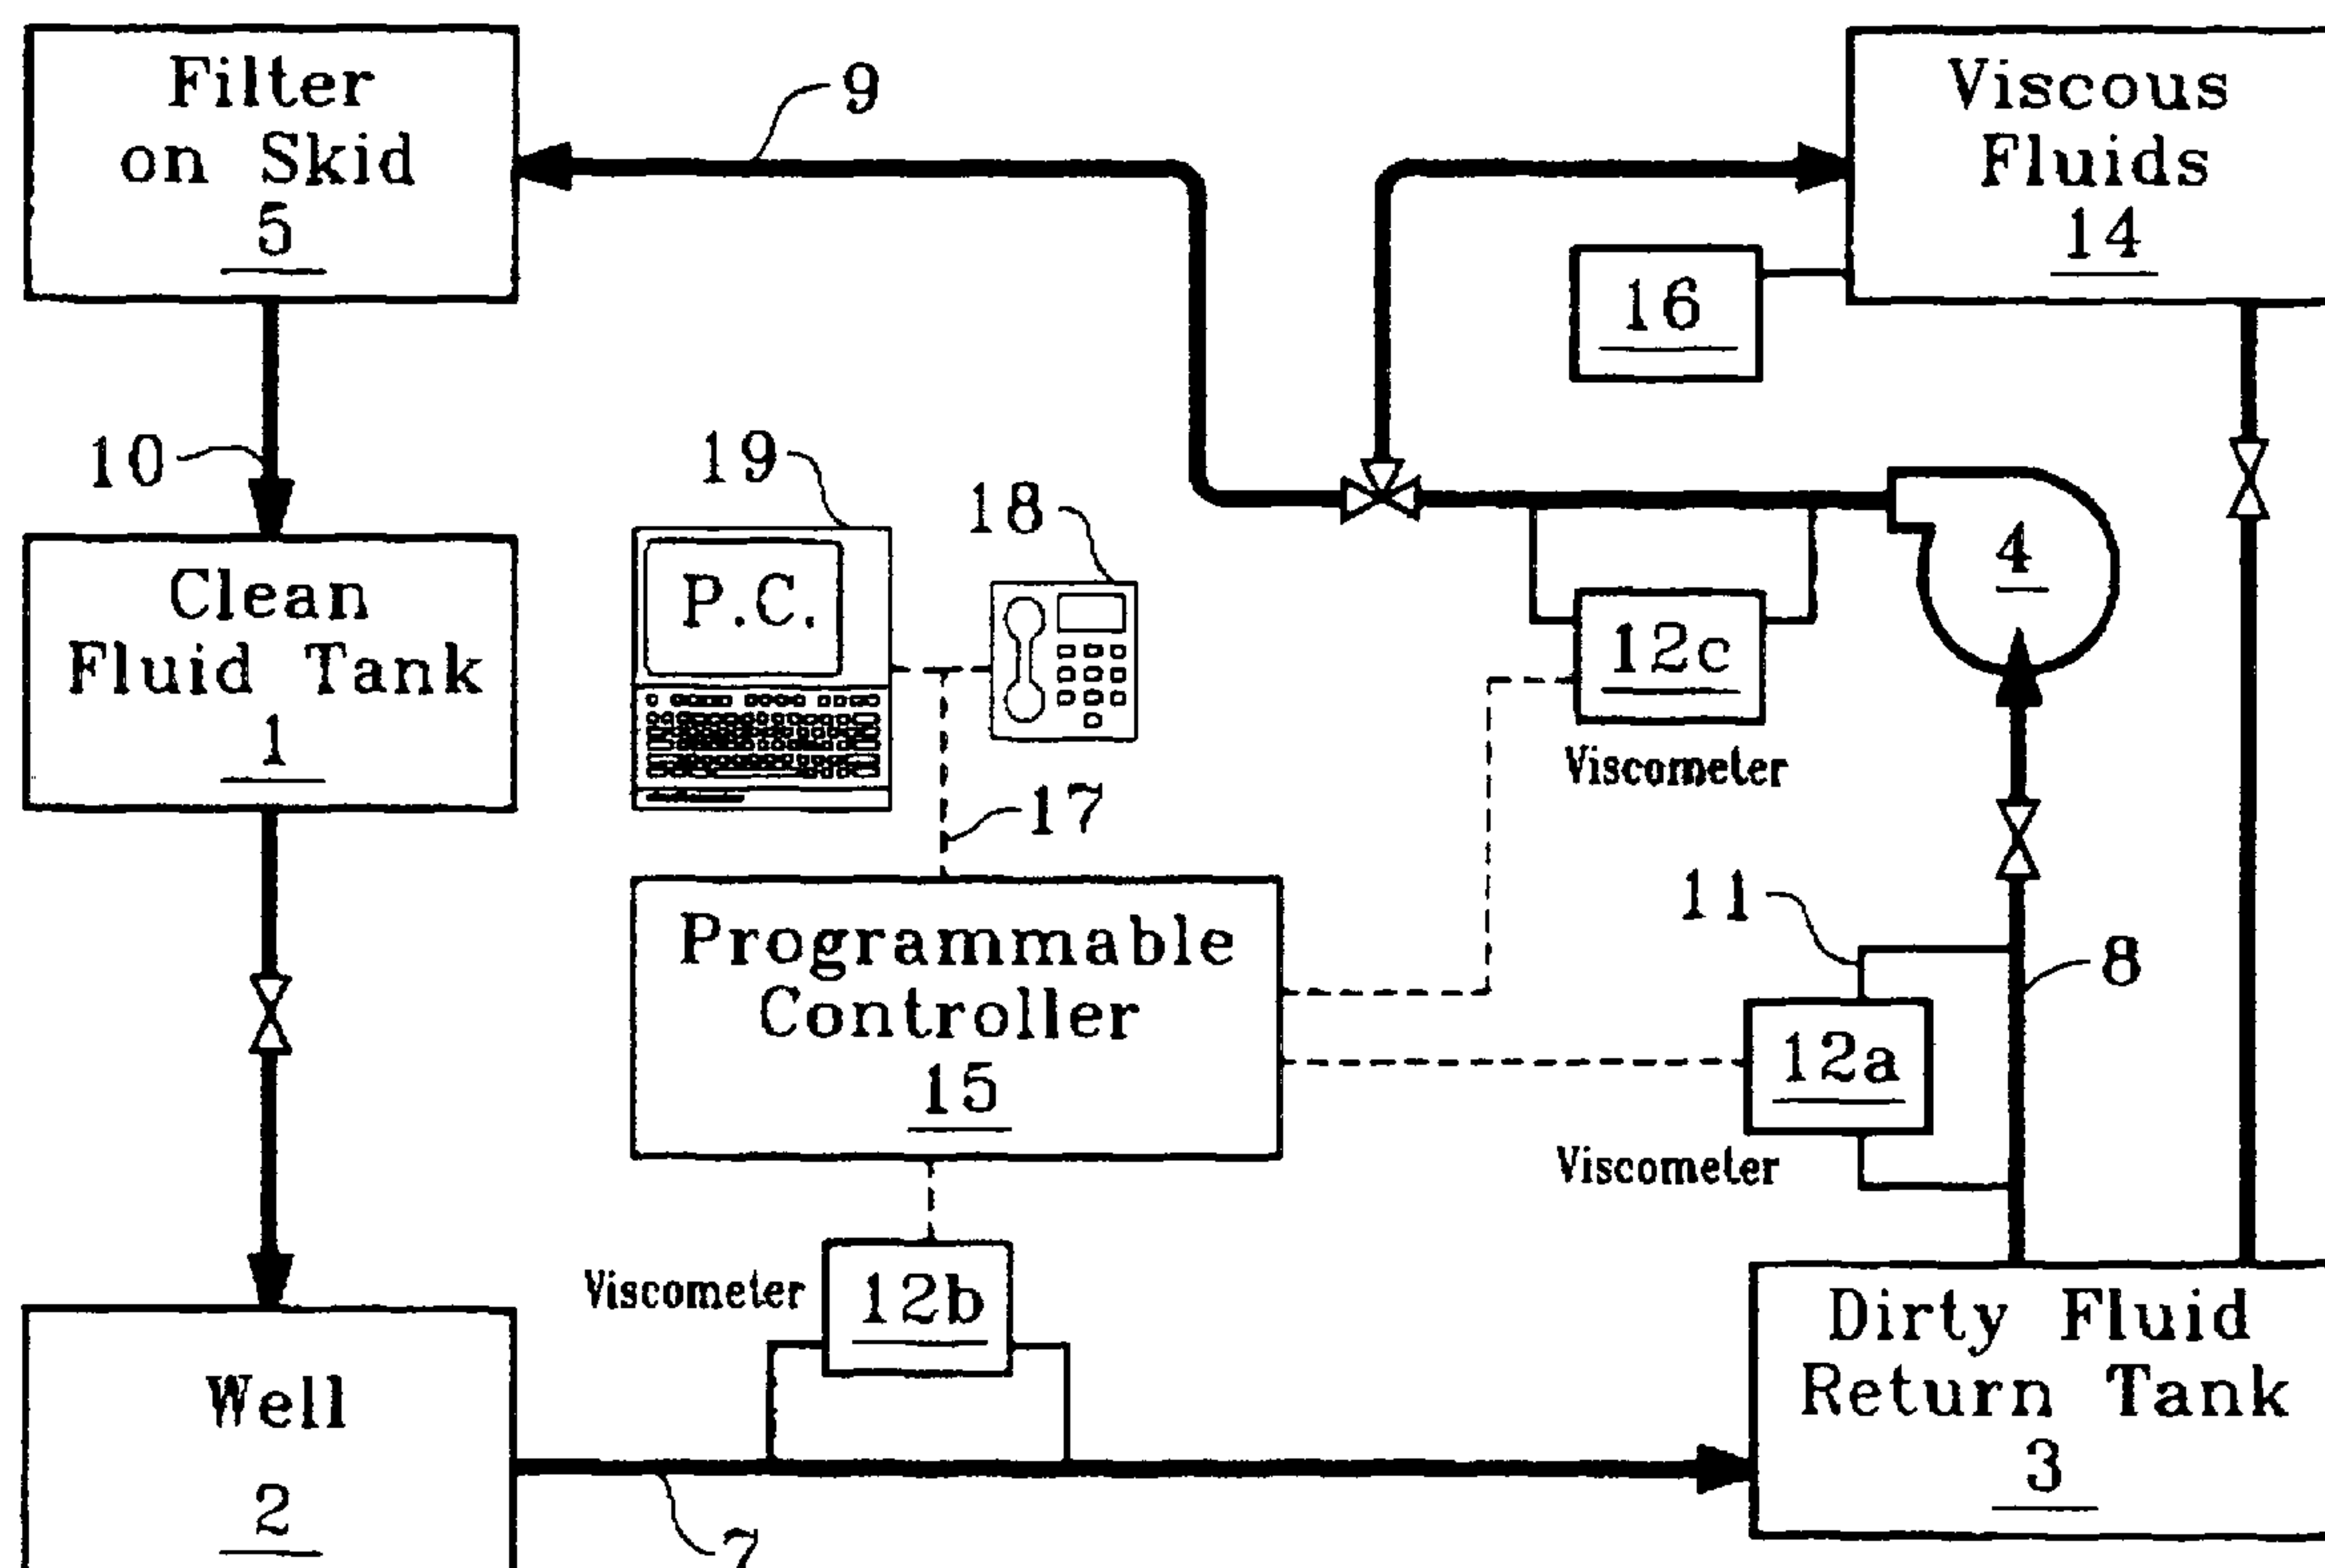 Filter
on Skid
5
9
Viscous
Fluids
14
16
10
19
18
P.C.
4
Clean
Fluid Tank
1
12c
Viscometer
17
11
8
Programmable
Controller
15
12a
Viscometer
Viscometer
12b
Dirty Fluid
Return Tank
3
Well
2
7